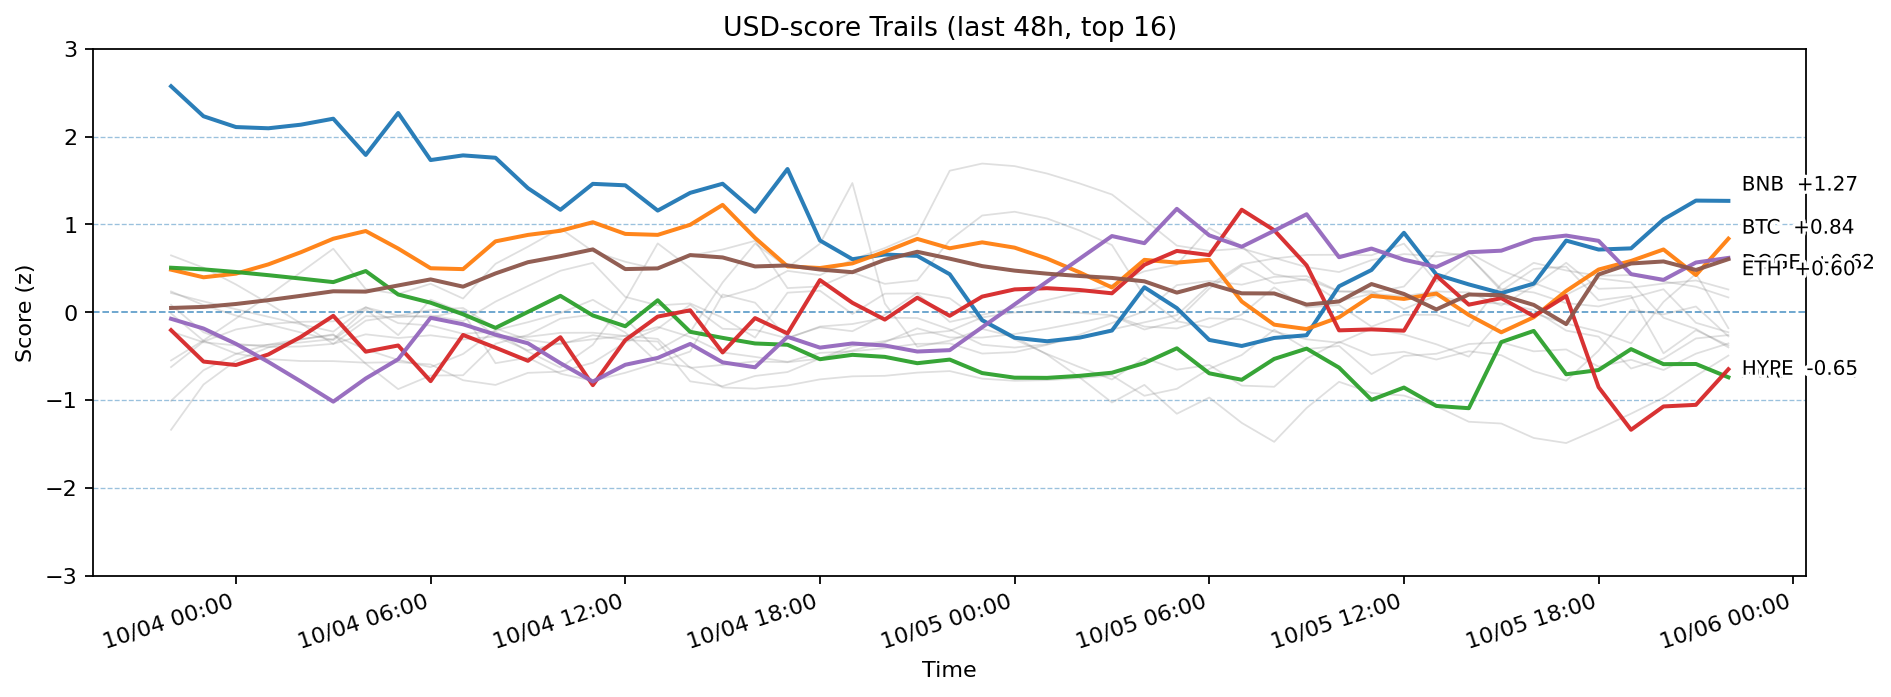 USD-score Trails (last 48h, top 16)
Score (z)
3
2
1
0
−1
−2
−3
BNB +1.27
BTC +0.84
ETH +0.60
HYPE -0.65
10/04 00:00
10/04 06:00
10/04 12:00
10/04 18:00
10/05 00:00
10/05 06:00
10/05 12:00
10/05 18:00
10/06 00:00
Time